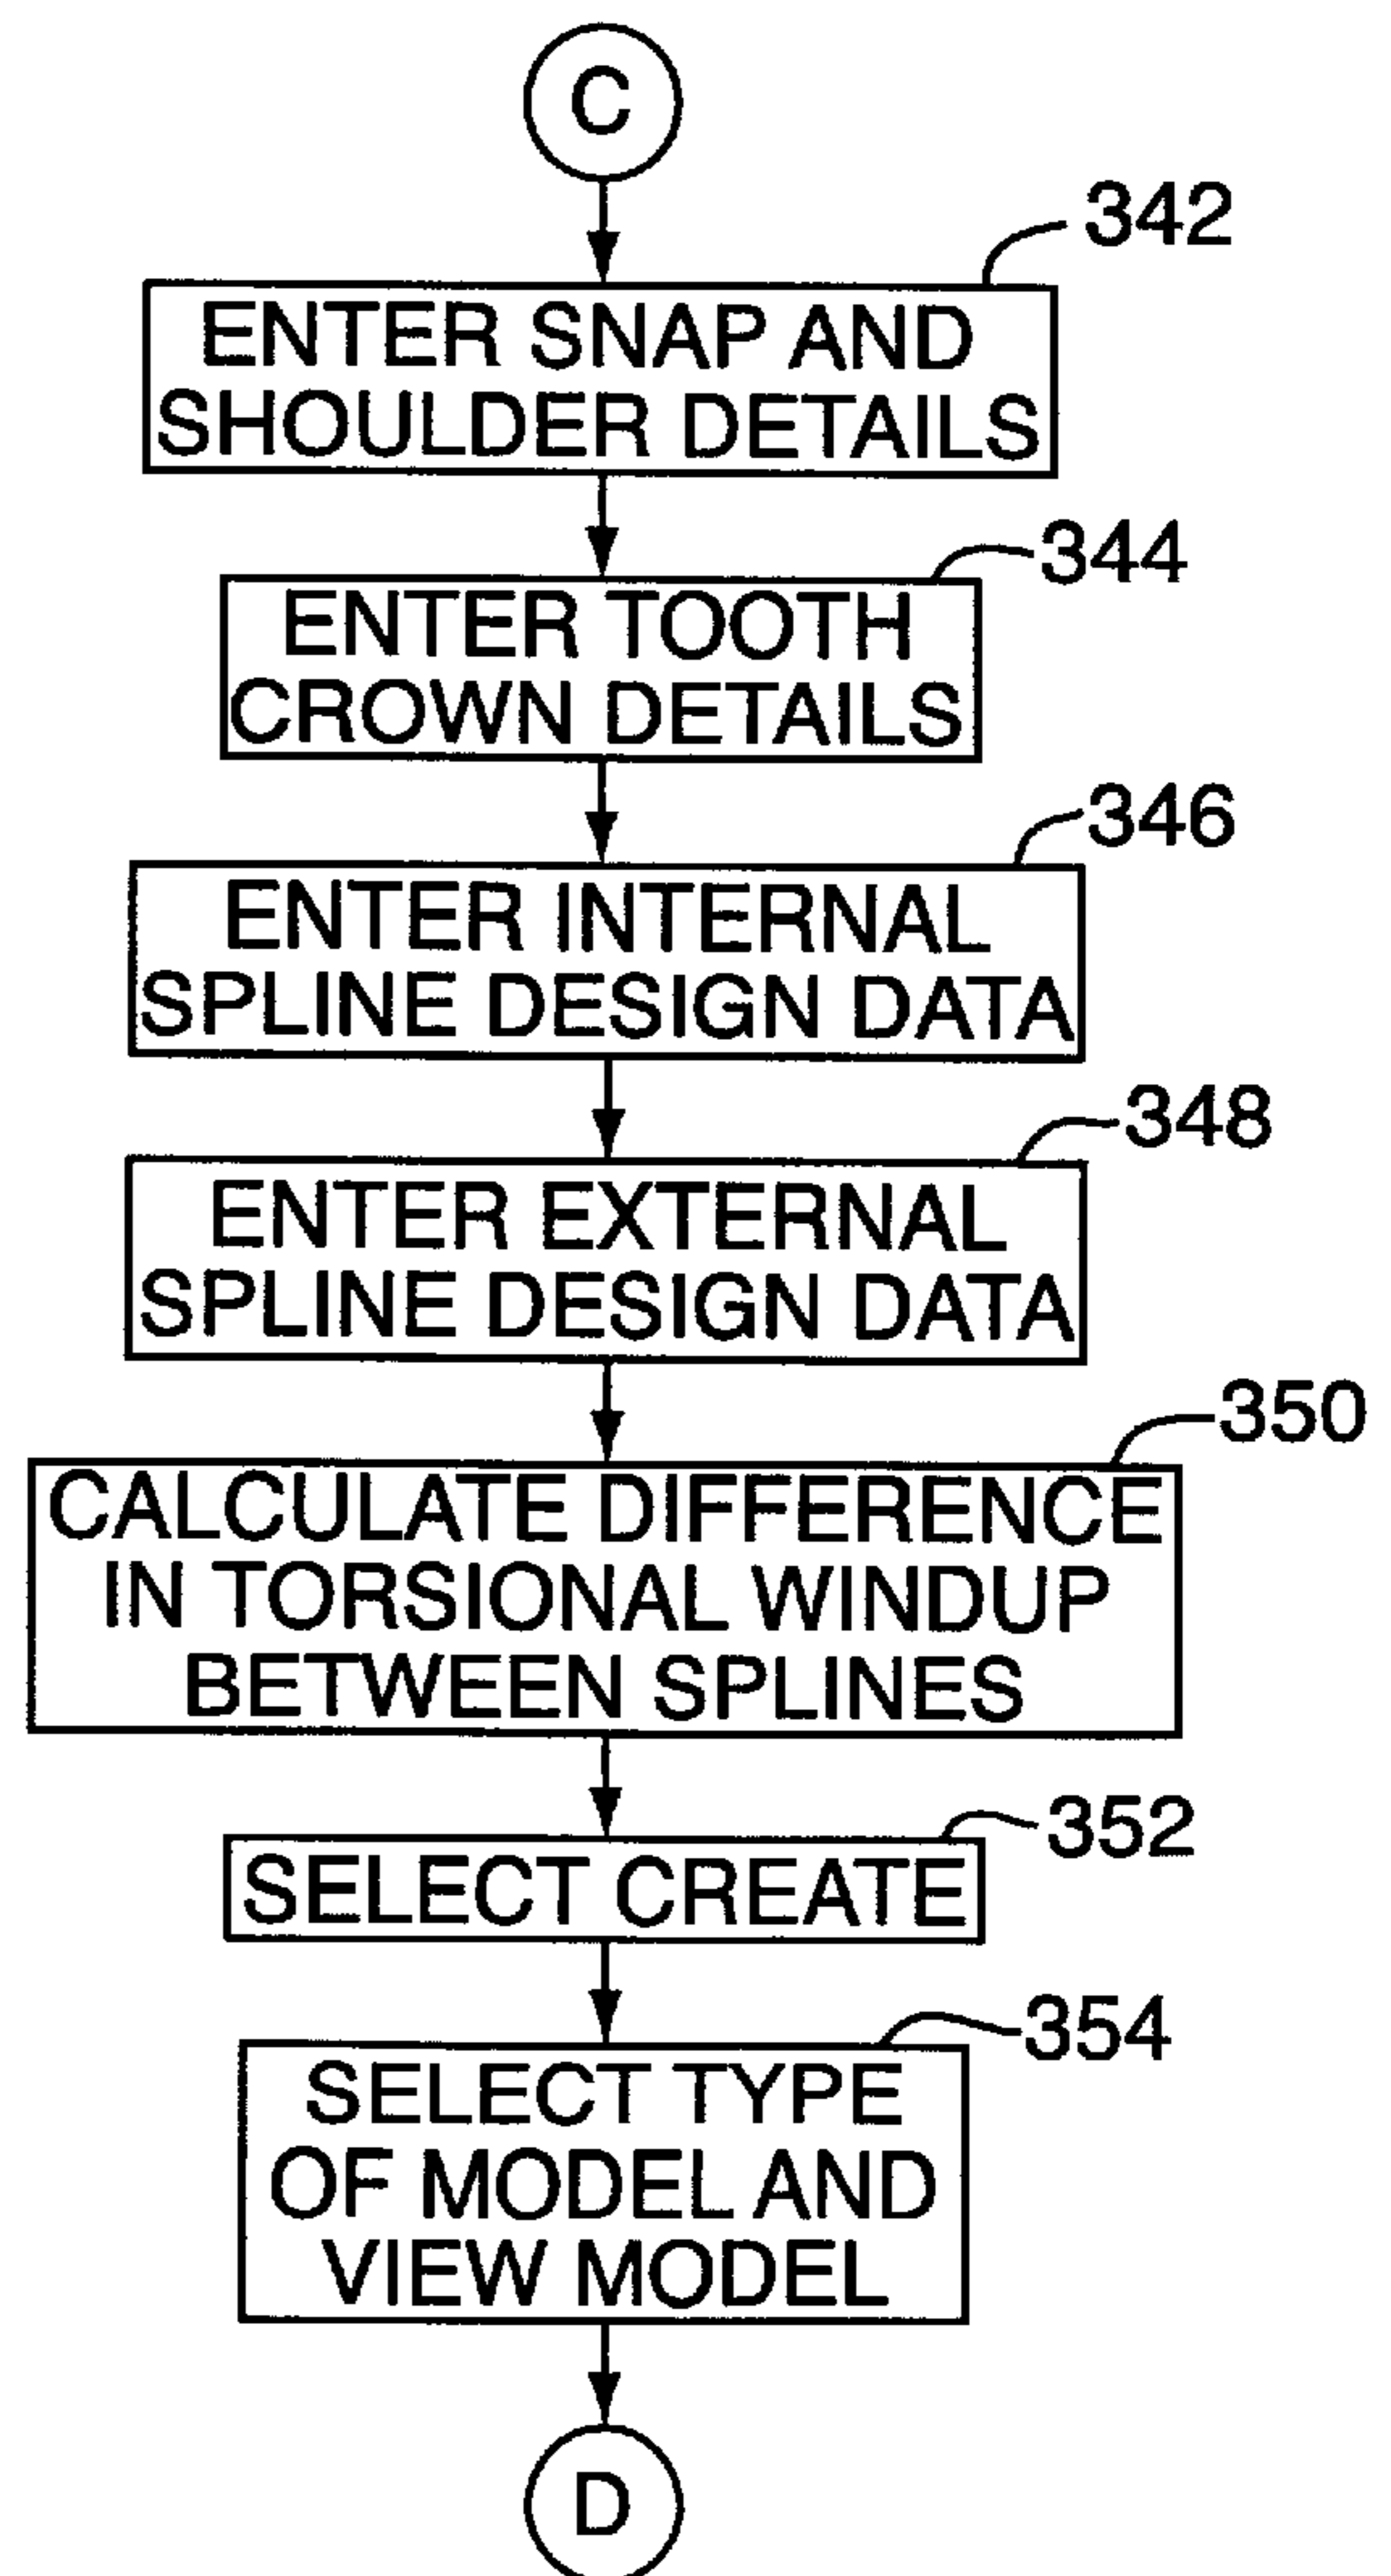 C
342
ENTER SNAP AND
SHOULDER DETAILS
344
ENTER TOOTH
CROWN DETAILS
346
ENTER INTERNAL
SPLINE DESIGN DATA
348
ENTER EXTERNAL
SPLINE DESIGN DATA
350
CALCULATE DIFFERENCE
IN TORSIONAL WINDUP
BETWEEN SPLINES
352
SELECT CREATE
354
SELECT TYPE
OF MODEL AND
VIEW MODEL
D